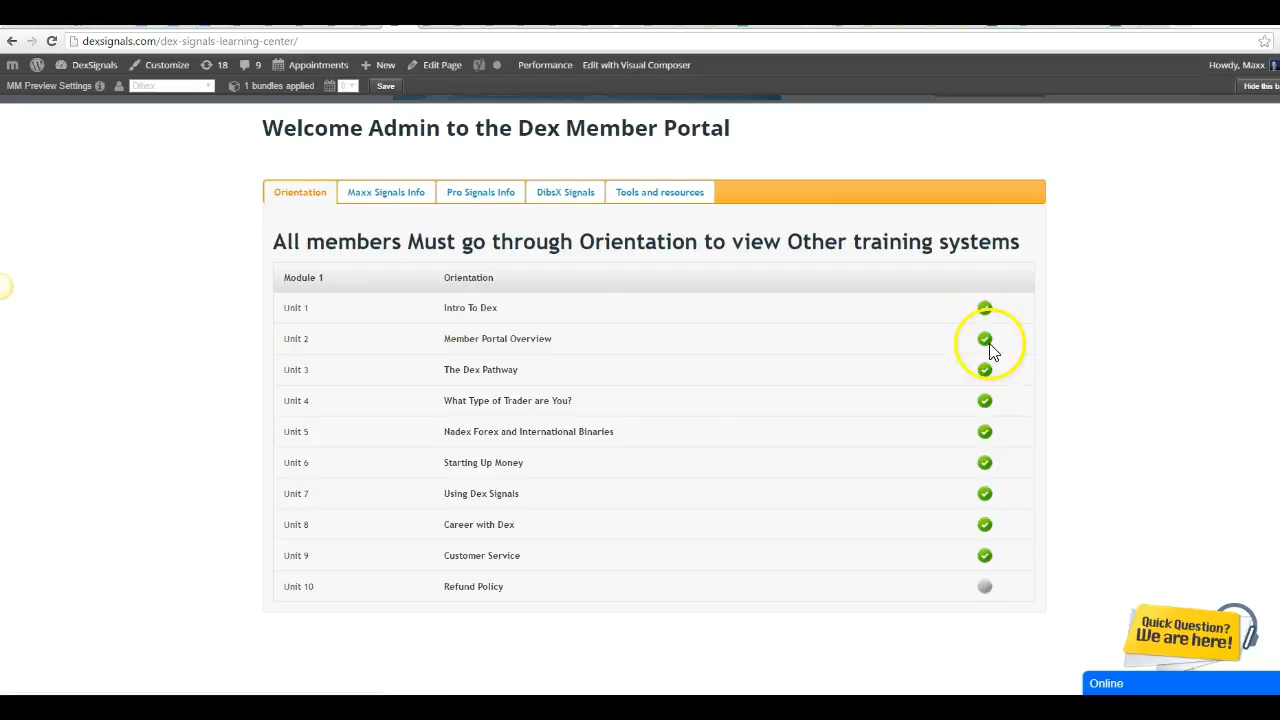 dexsignals.com/dex-signals-learning-center/
DexSignals Customize 18 9 Appointments New Edit Page Performance Edit with Visual Composer Howdy, Maxx
MM Preview Settings Dibsx 1 bundles applied 0 Save Hide this b
Welcome Admin to the Dex Member Portal
Orientation Maxx Signals Info Pro Signals Info DibsX Signals Tools and resources
All members Must go through Orientation to view Other training systems
Module 1 Orientation
Unit 1 Intro To Dex
Unit 2 Member Portal Overview
Unit 3 The Dex Pathway
Unit 4 What Type of Trader are You?
Unit 5 Nadex Forex and International Binaries
Unit 6 Starting Up Money
Unit 7 Using Dex Signals
Unit 8 Career with Dex
Unit 9 Customer Service
Unit 10 Refund Policy
Quick Question?
We are here!
Online